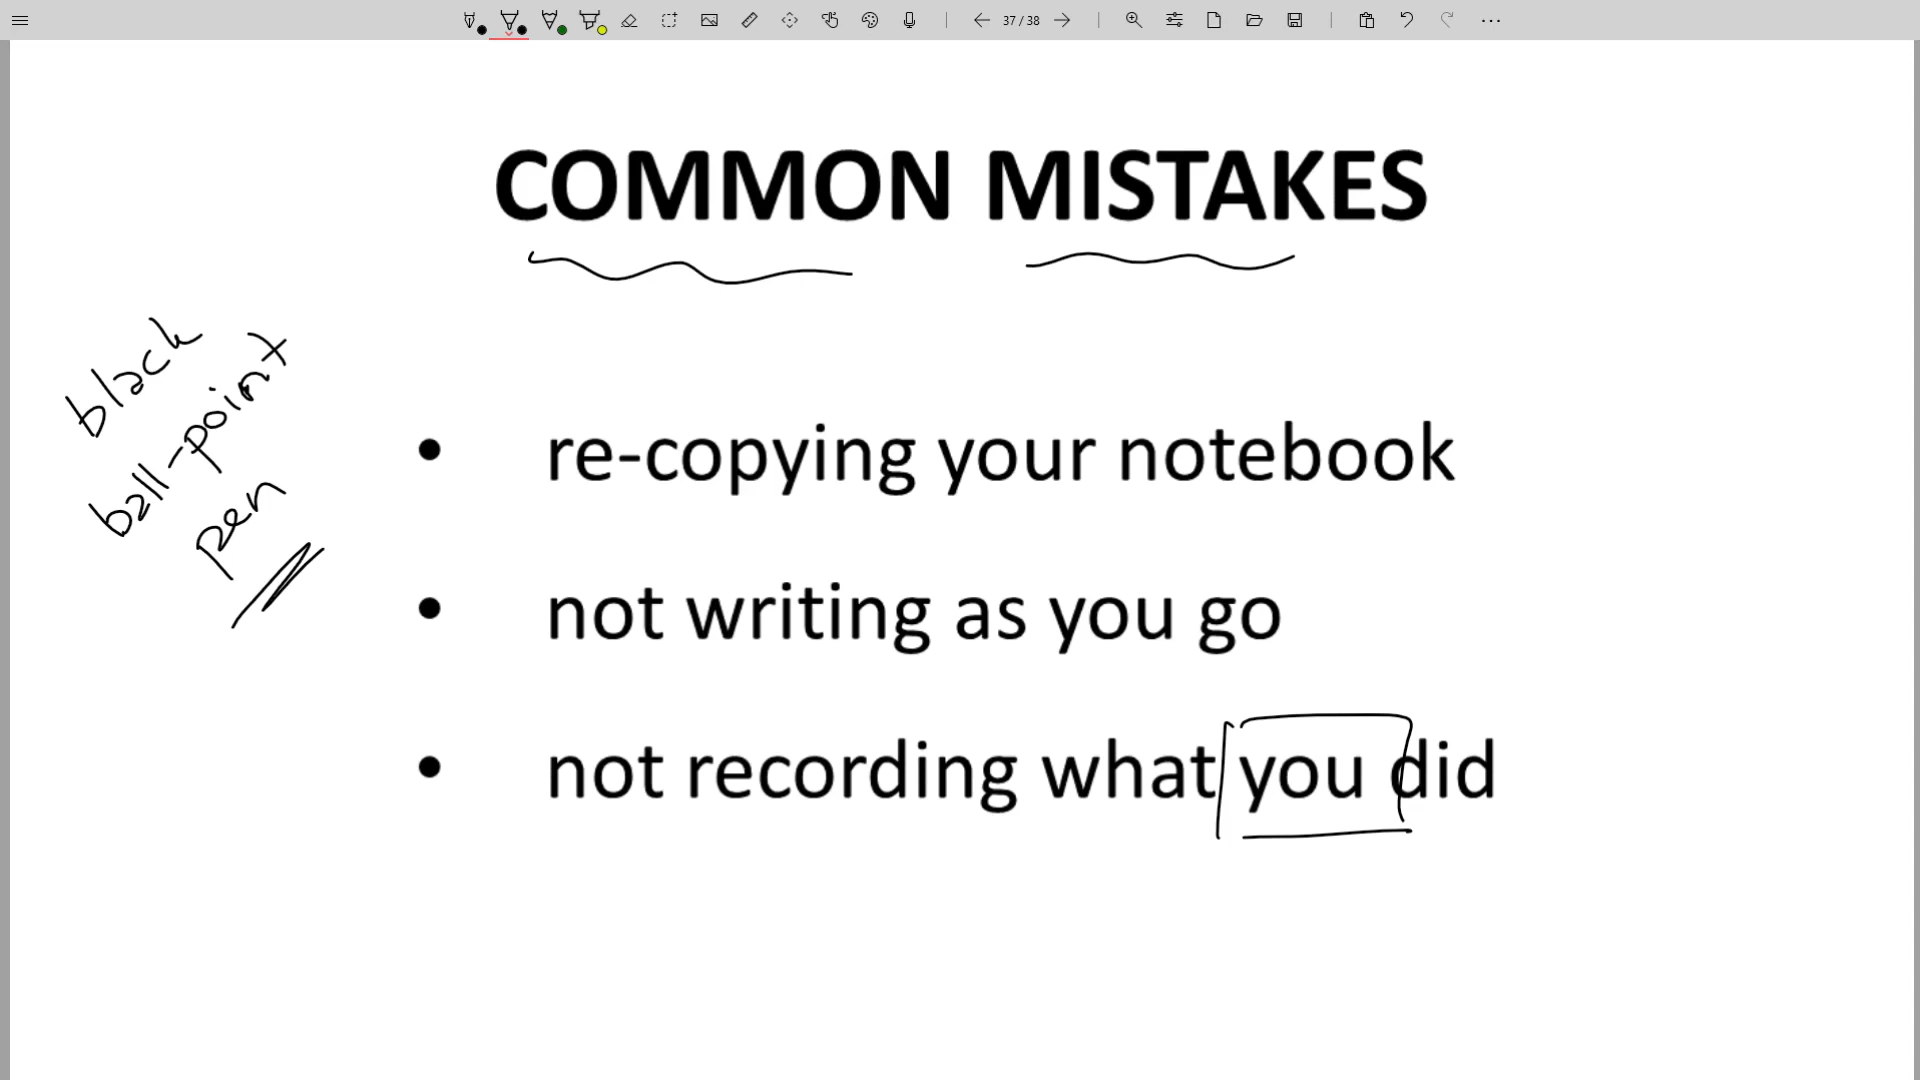 37 / 38
COMMON MISTAKES
black
ball-point
pen
• re-copying your notebook
• not writing as you go
• not recording what you did